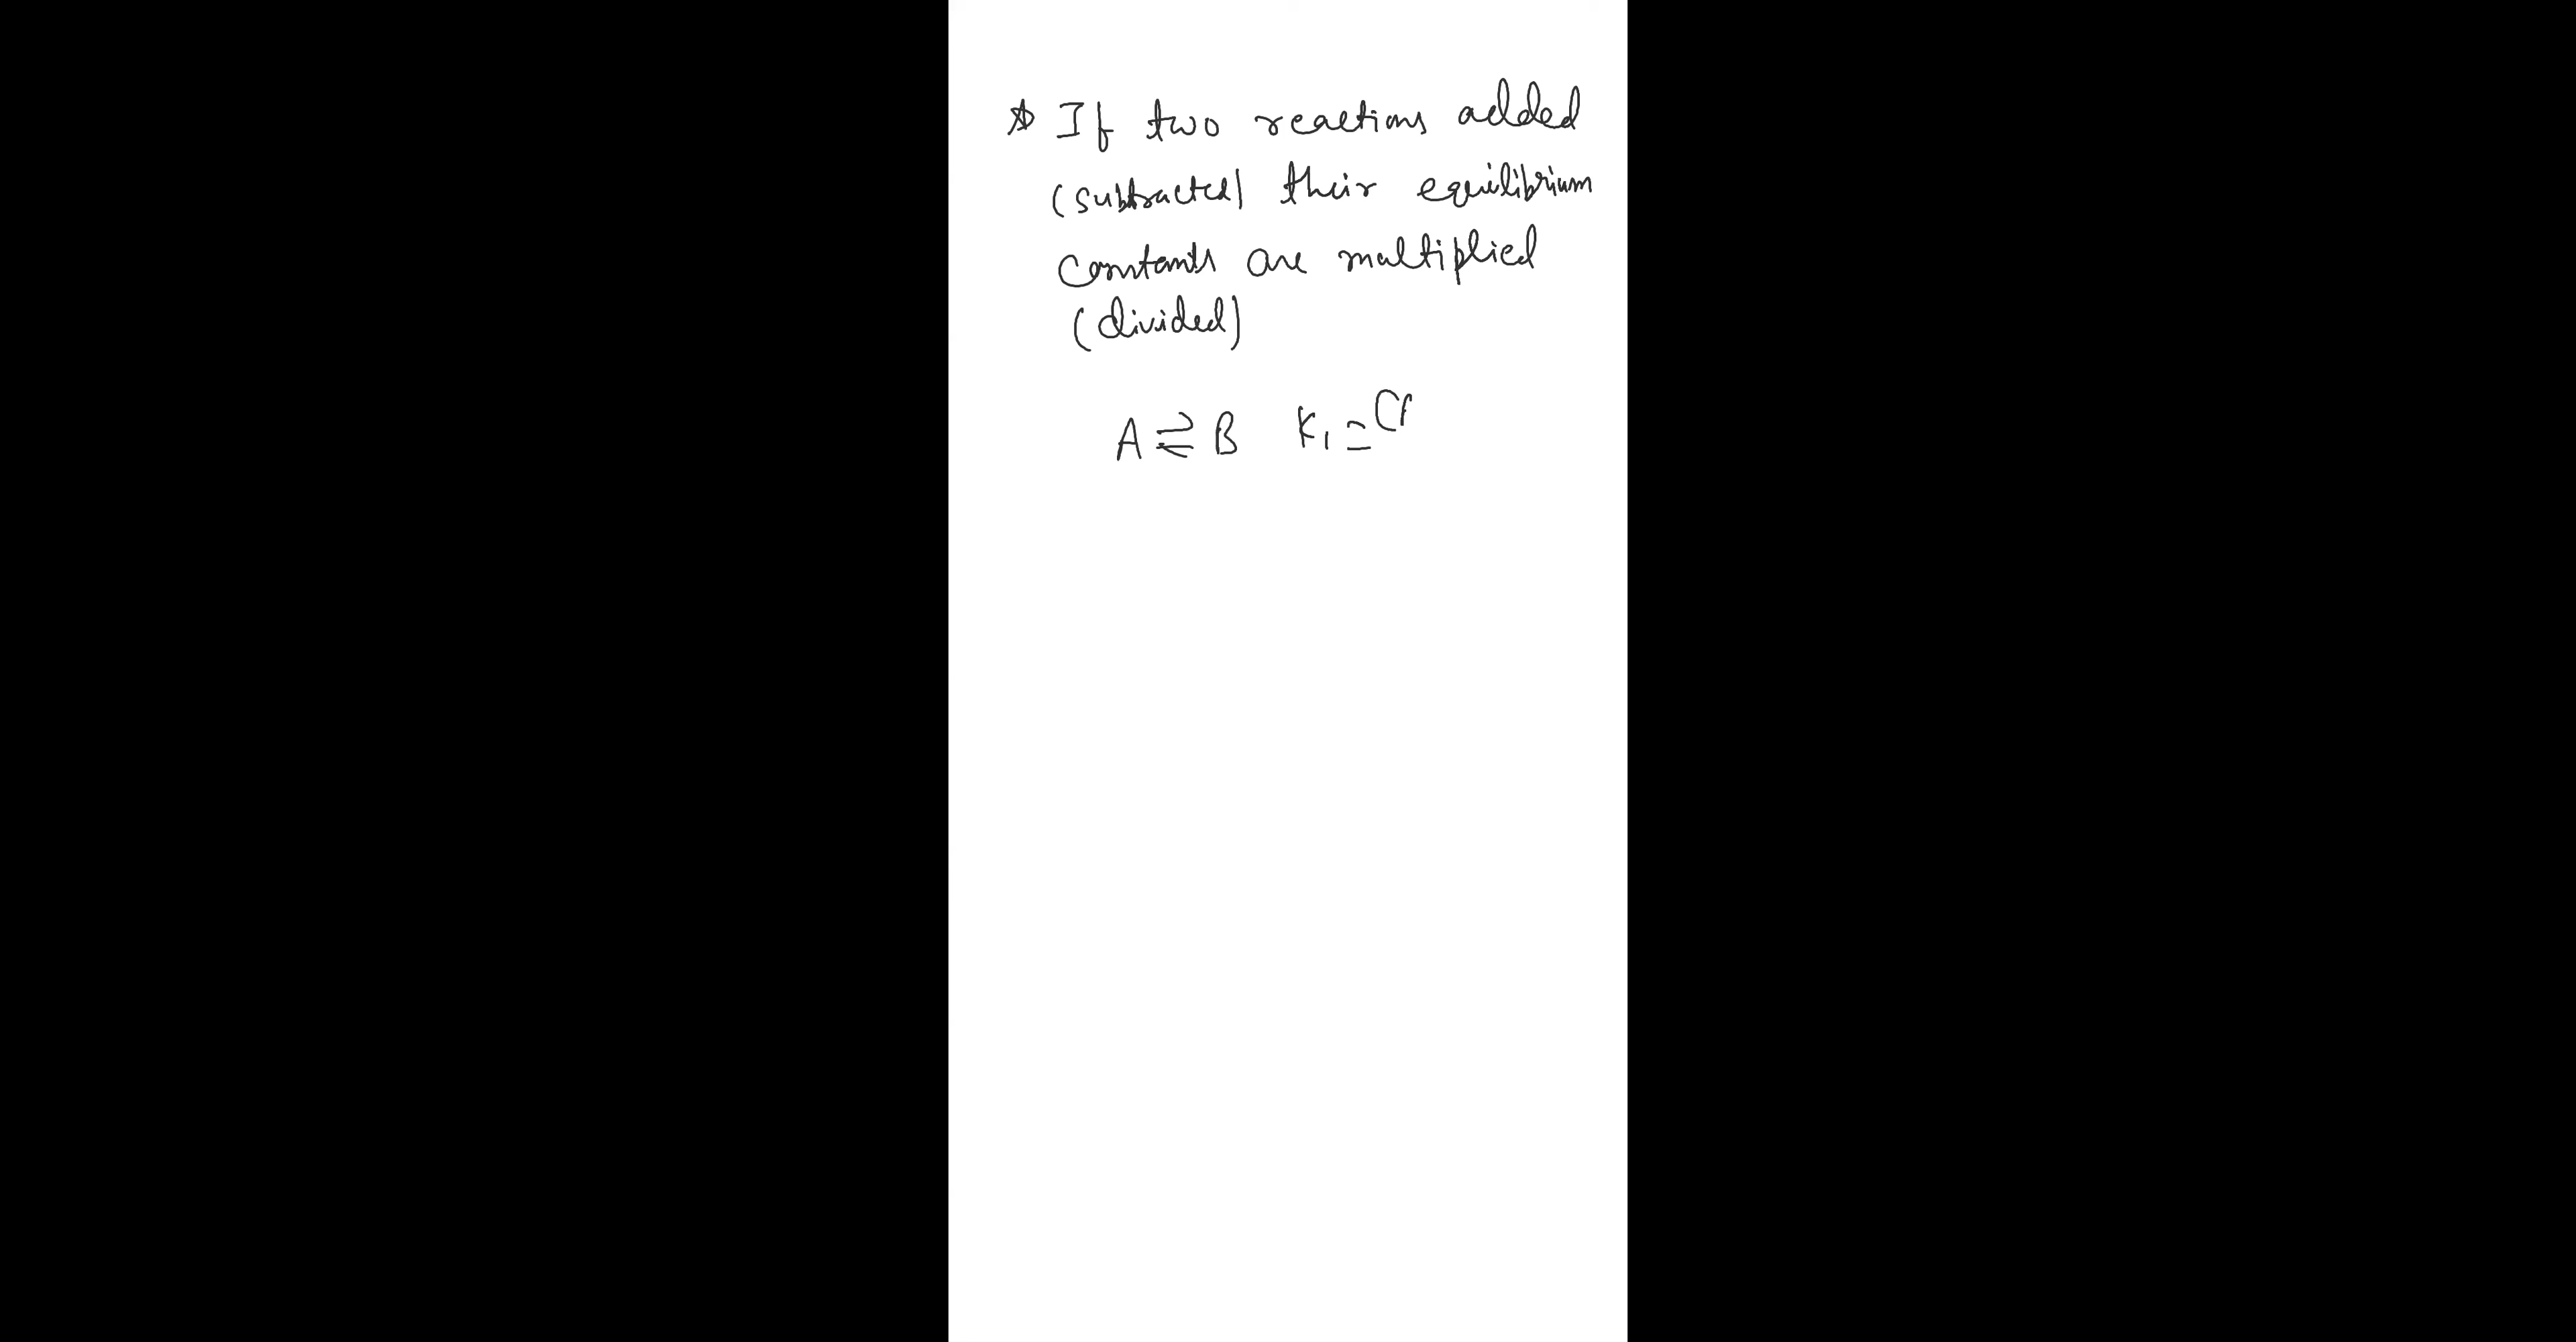 ☆ If two reactions added
(subtracted) their equilibrium
constants are multiplied
(divided)
A ⇌ B K₁ =